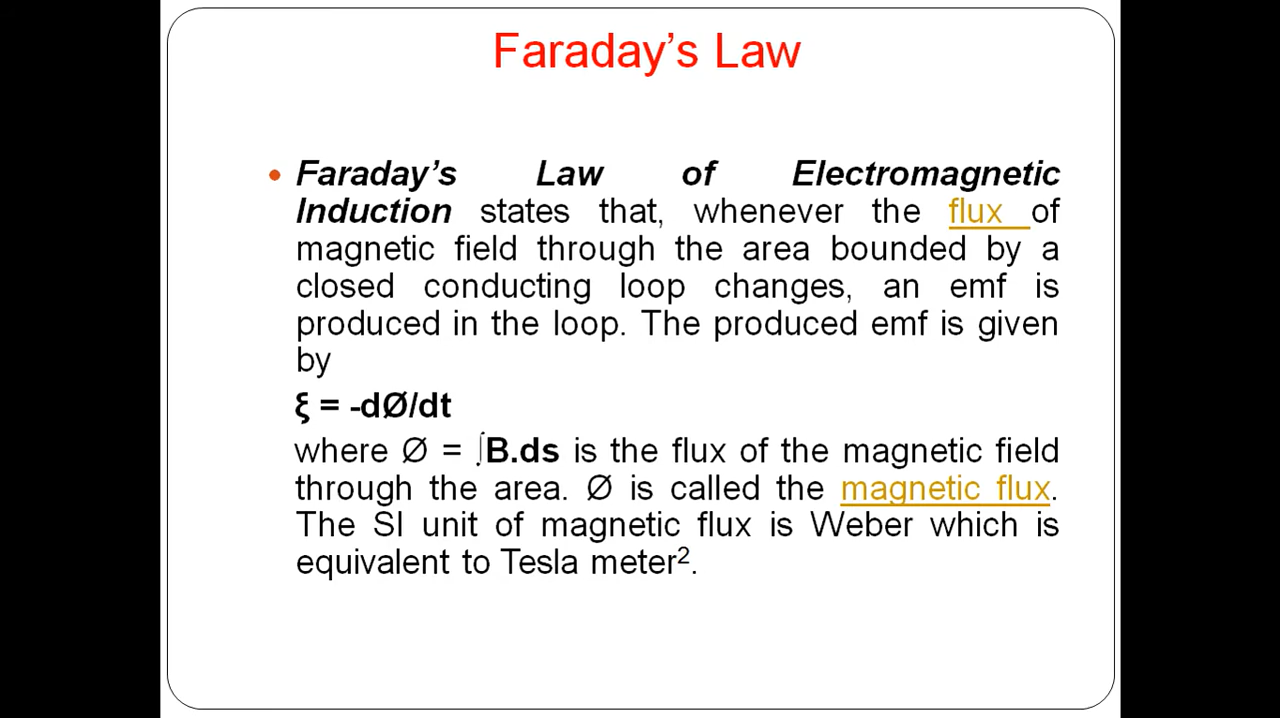 Faraday’s Law
• Faraday’s Law of Electromagnetic
Induction states that, whenever the flux of
magnetic field through the area bounded by a
closed conducting loop changes, an emf is
produced in the loop. The produced emf is given
by
ξ = -dØ/dt
where Ø = ∫B.ds is the flux of the magnetic field
through the area. Ø is called the magnetic flux.
The SI unit of magnetic flux is Weber which is
equivalent to Tesla meter².